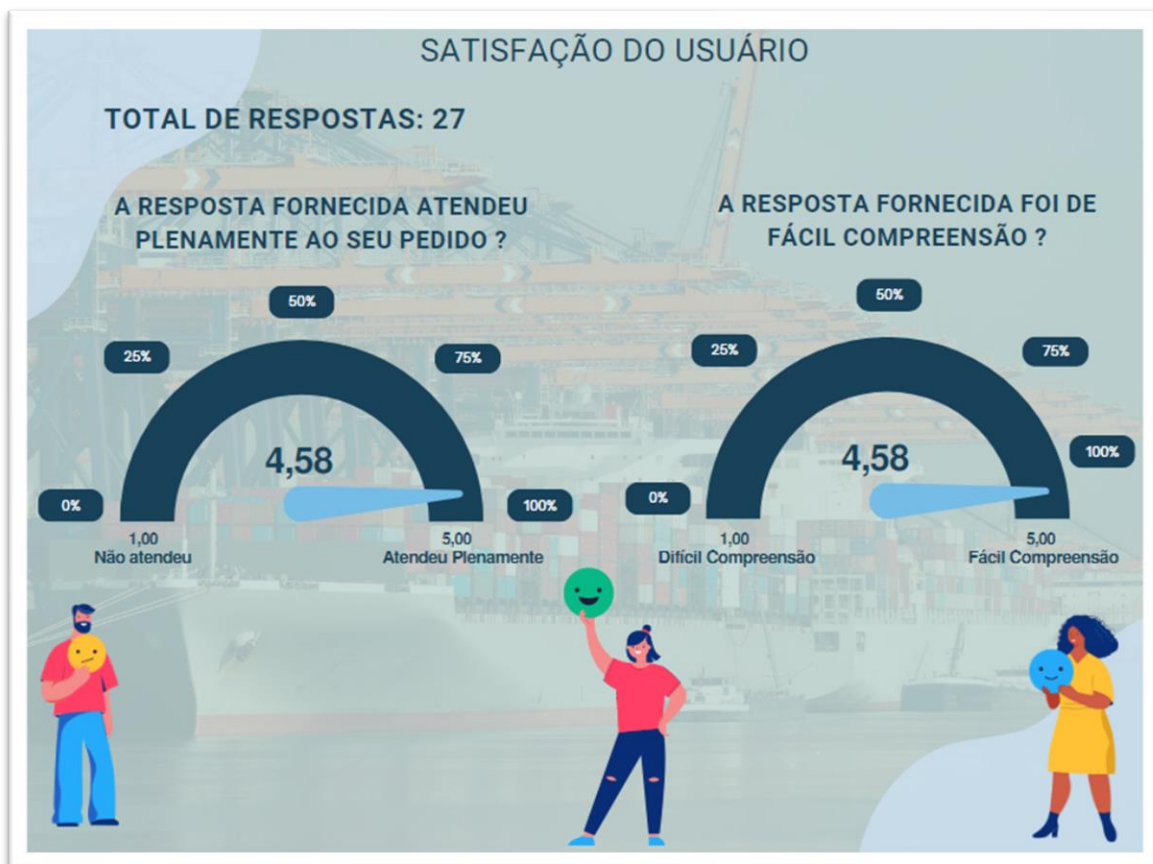 SATISFAÇÃO DO USUÁRIO
TOTAL DE RESPOSTAS: 27
A RESPOSTA FORNECIDA ATENDEU
PLENAMENTE AO SEU PEDIDO ?
50%
25%
75%
4,58
0%
100%
1,00
Não atendeu
5,00
Atendeu Plenamente
A RESPOSTA FORNECIDA FOI DE
FÁCIL COMPREENSÃO ?
50%
25%
75%
4,58
100%
0%
1,00
Difícil Compreensão
5,00
Fácil Compreensão